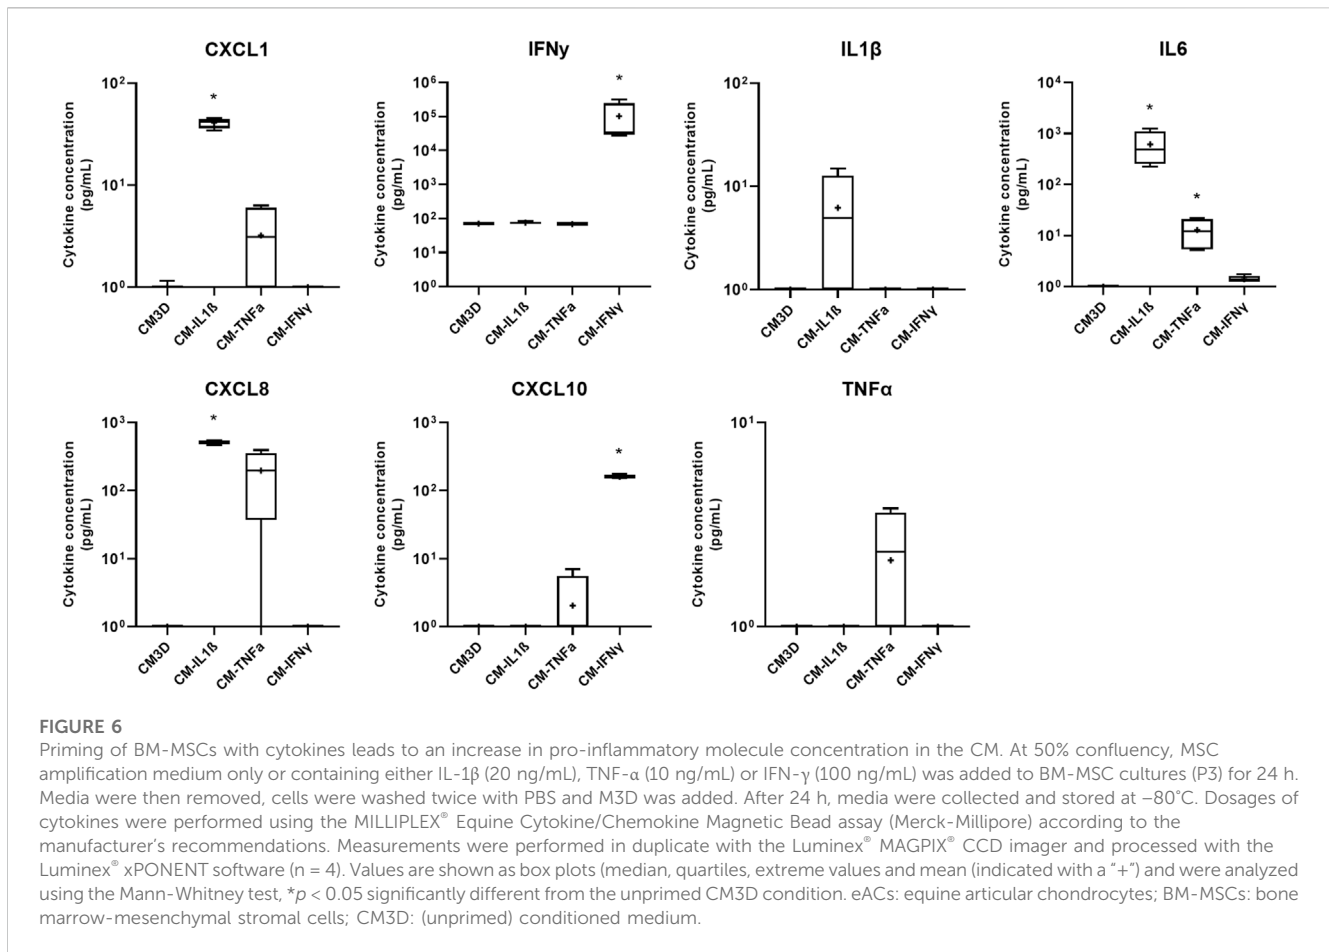 CXCL1
IFNy
IL1β
IL6
Cytokine concentration
(pg/mL)
10²
10¹
10⁰
*
CM3D
CM-IL1ß
CM-TNFa
CM-IFNγ
Cytokine concentration
(pg/mL)
10⁶
10⁵
10⁴
10³
10²
10¹
10⁰
*
CM3D
CM-IL1ß
CM-TNFa
CM-IFNγ
Cytokine concentration
(pg/mL)
10²
10¹
10⁰
CM3D
CM-IL1ß
CM-TNFa
CM-IFNγ
Cytokine concentration
(pg/mL)
10⁴
10³
10²
10¹
10⁰
*
*
CM3D
CM-IL1ß
CM-TNFa
CM-IFNγ
CXCL8
CXCL10
TNFα
Cytokine concentration
(pg/mL)
10³
10²
10¹
10⁰
*
CM3D
CM-IL1ß
CM-TNFa
CM-IFNγ
Cytokine concentration
(pg/mL)
10³
10²
10¹
10⁰
*
CM3D
CM-IL1ß
CM-TNFa
CM-IFNγ
Cytokine concentration
(pg/mL)
10¹
10⁰
CM3D
CM-IL1ß
CM-TNFa
CM-IFNγ
FIGURE 6
Priming of BM-MSCs with cytokines leads to an increase in pro-inflammatory molecule concentration in the CM. At 50% confluency, MSC
amplification medium only or containing either IL-1β (20 ng/mL), TNF-α (10 ng/mL) or IFN-γ (100 ng/mL) was added to BM-MSC cultures (P3) for 24 h.
Media were then removed, cells were washed twice with PBS and M3D was added. After 24 h, media were collected and stored at −80°C. Dosages of
cytokines were performed using the MILLIPLEX® Equine Cytokine/Chemokine Magnetic Bead assay (Merck-Millipore) according to the
manufacturer's recommendations. Measurements were performed in duplicate with the Luminex® MAGPIX® CCD imager and processed with the
Luminex® xPONENT software (n = 4). Values are shown as box plots (median, quartiles, extreme values and mean (indicated with a "+") and were analyzed
using the Mann-Whitney test, *p < 0.05 significantly different from the unprimed CM3D condition. eACs: equine articular chondrocytes; BM-MSCs: bone
marrow-mesenchymal stromal cells; CM3D: (unprimed) conditioned medium.